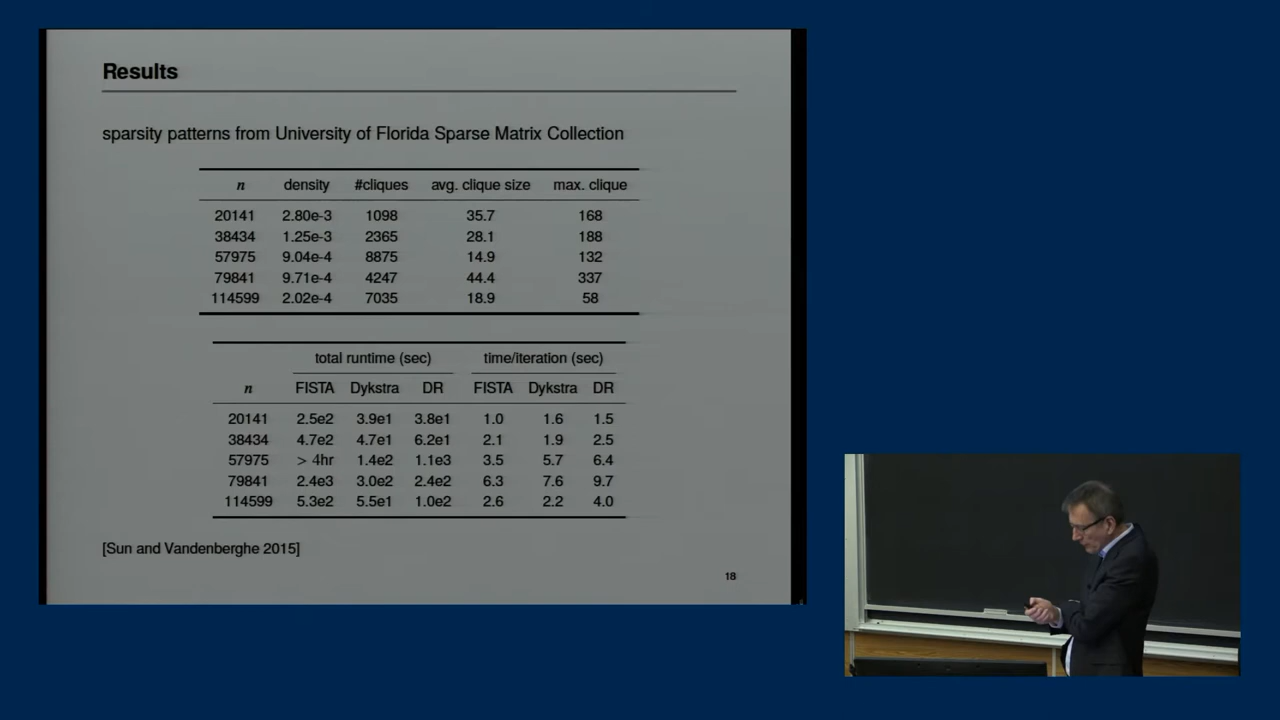 Results
sparsity patterns from University of Florida Sparse Matrix Collection
n density #cliques avg. clique size max. clique
20141 2.80e-3 1098 35.7 168
38434 1.25e-3 2365 28.1 188
57975 9.04e-4 8875 14.9 132
79841 9.71e-4 4247 44.4 337
114599 2.02e-4 7035 18.9 58
total runtime (sec) time/iteration (sec)
n FISTA Dykstra DR FISTA Dykstra DR
20141 2.5e2 3.9e1 3.8e1 1.0 1.6 1.5
38434 4.7e2 4.7e1 6.2e1 2.1 1.9 2.5
57975 > 4hr 1.4e2 1.1e3 3.5 5.7 6.4
79841 2.4e3 3.0e2 2.4e2 6.3 7.6 9.7
114599 5.3e2 5.5e1 1.0e2 2.6 2.2 4.0
[Sun and Vandenberghe 2015]
18